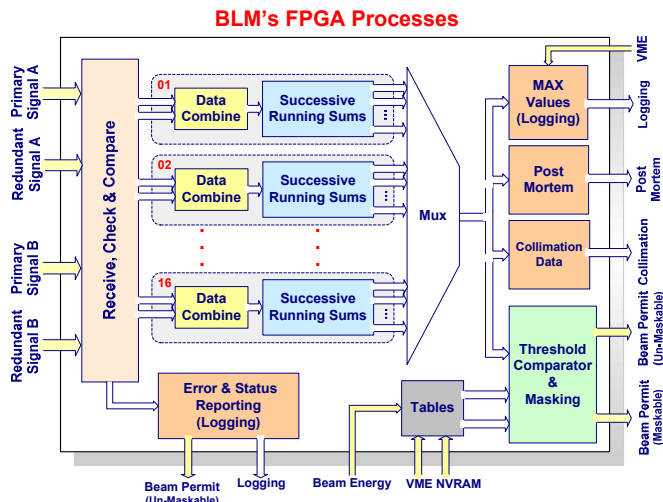 BLM's FPGA Processes
Primary
Signal A
Redundant
Signal A
Primary
Signal B
Redundant
Signal B
Receive, Check & Compare
01
Data
Combine
Successive
Running Sums
...
02
Data
Combine
Successive
Running Sums
...
16
Data
Combine
Successive
Running Sums
...
Mux
MAX
Values
(Logging)
Post
Mortem
Collimation
Data
Threshold
Comparator
&
Masking
Tables
Error & Status
Reporting
(Logging)
VME
Logging
Post
Mortem
Collimation
Beam Permit
(Un-Maskable)
Beam Permit
(Maskable)
Beam Permit
(Un-Maskable)
Logging
Beam Energy
VME NVRAM